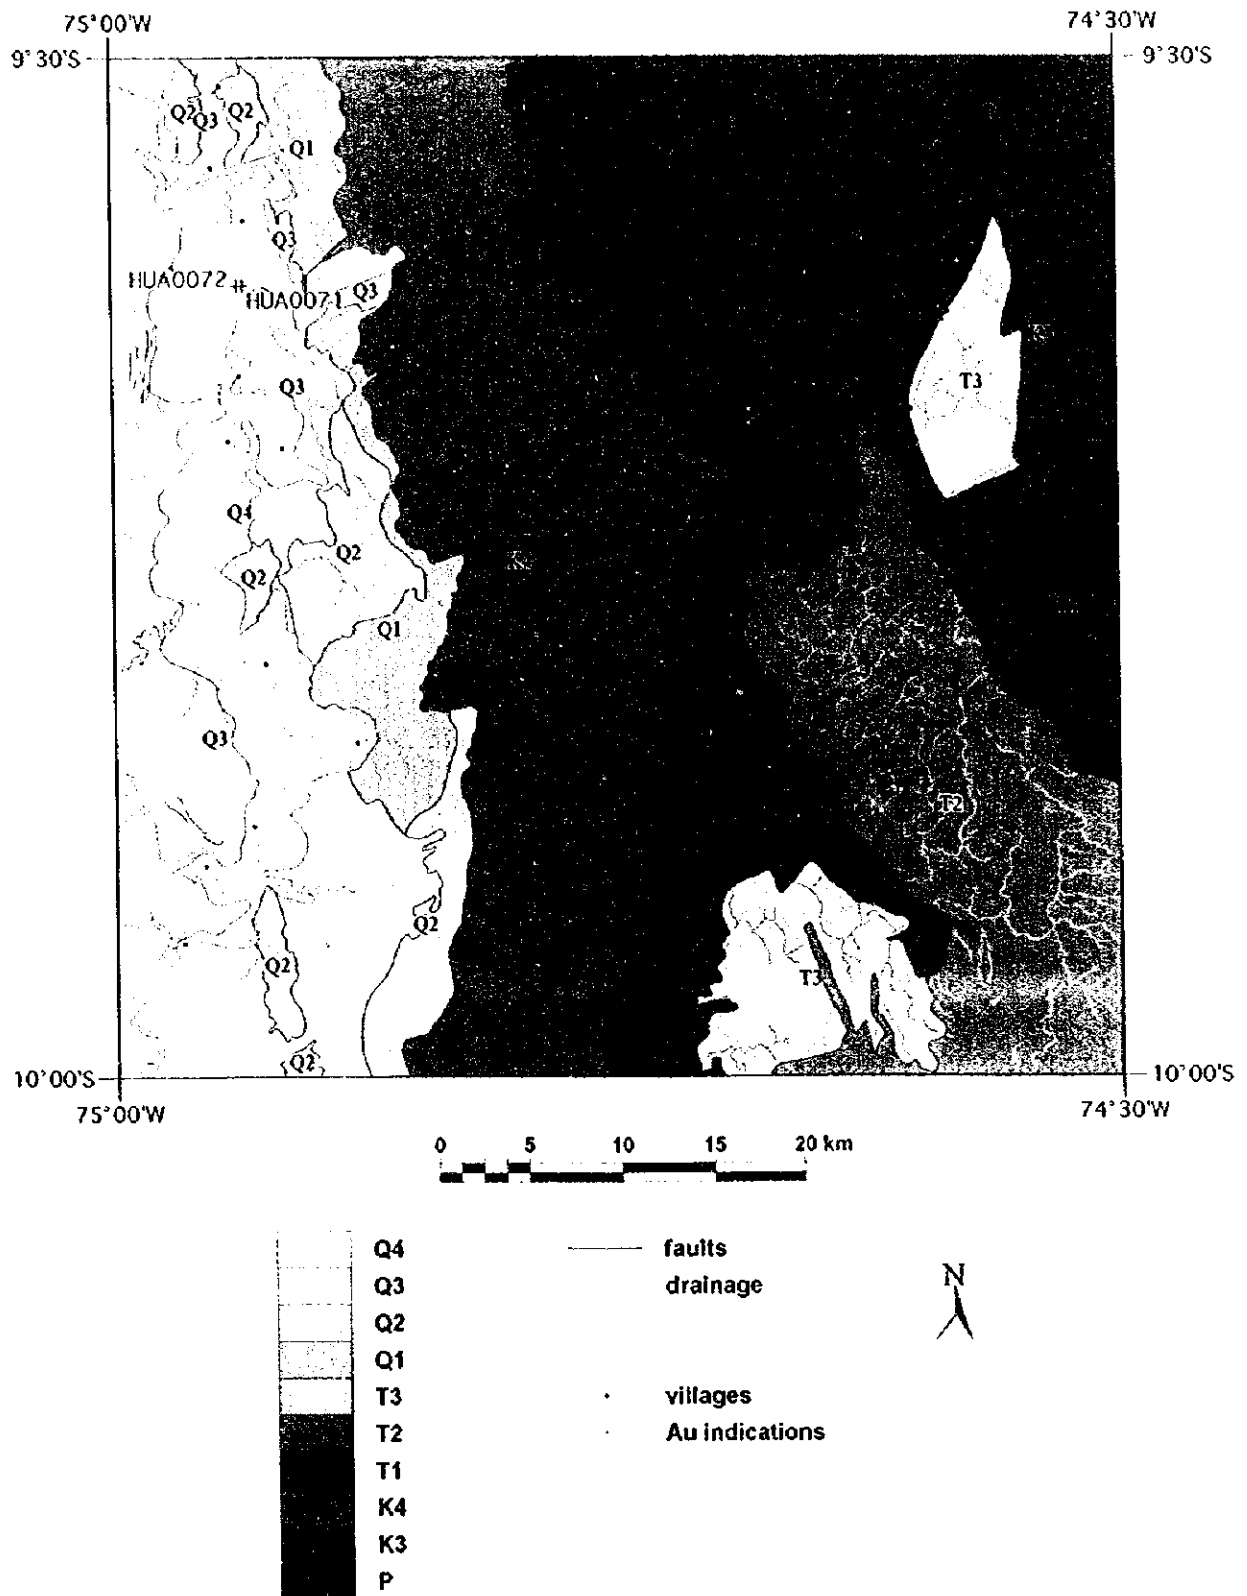 75°00'W
74°30'W
9°30'S
9°30'S
Q2
Q3
Q2
Q1
Q3
HUA0072
HUA0071
Q3
Q3
T3
Q4
Q2
Q2
Q1
Q3
T2
Q2
Q2
T3
Q2
10°00'S
10°00'S
75°00'W
74°30'W
0 5 10 15 20 km
Q4
faults
Q3
drainage
N
Q2
Q1
T3
villages
T2
Au indications
T1
K4
K3
P